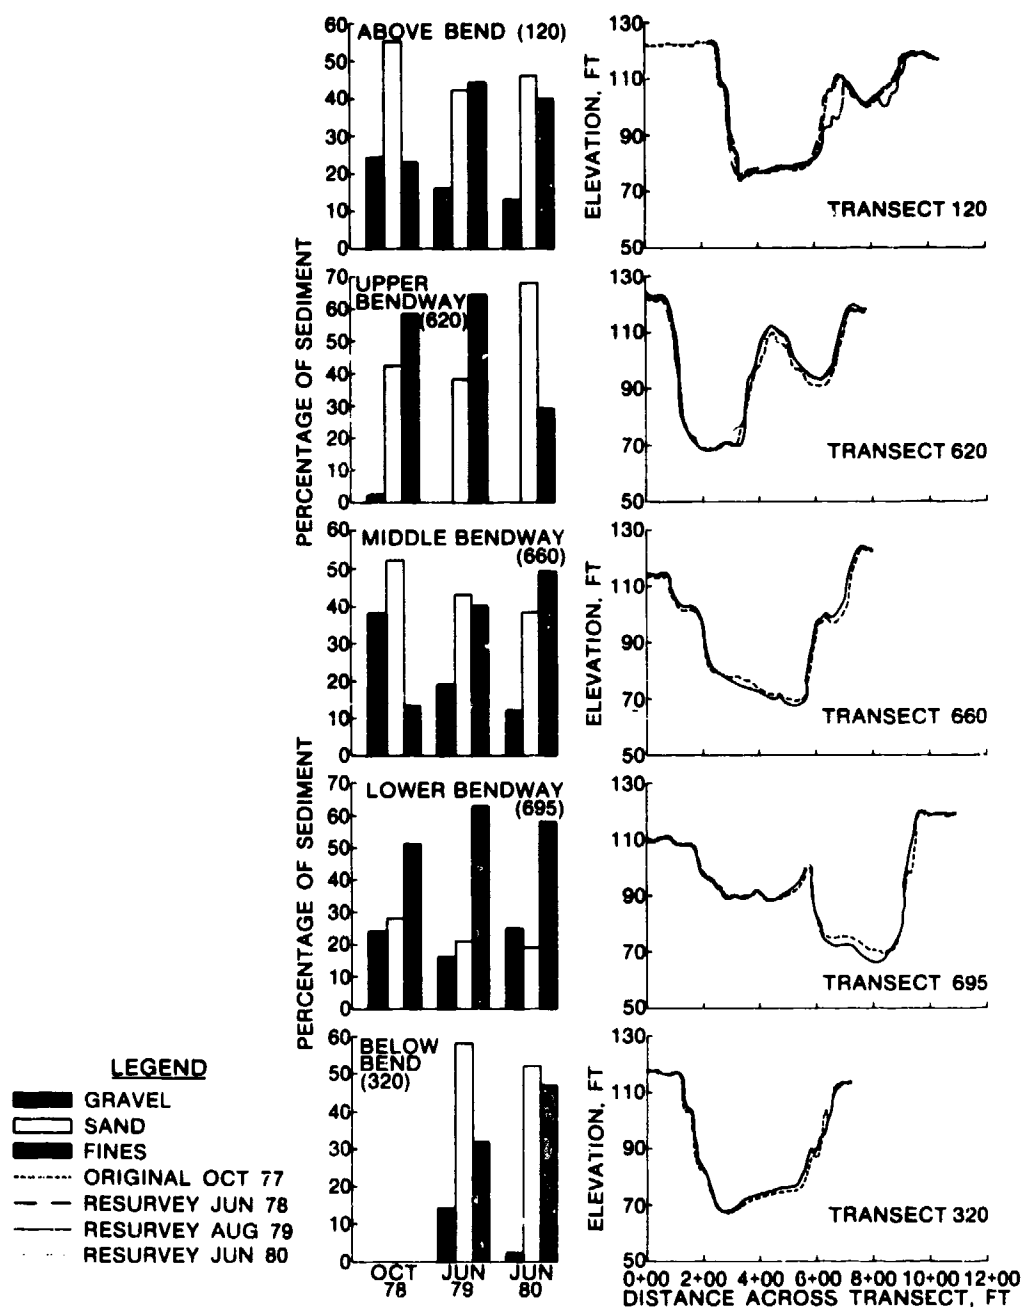 PERCENTAGE OF SEDIMENT
60
50
40
30
20
10
0
ABOVE BEND (120)
ELEVATION, FT
130
110
90
70
50
TRANSECT 120
0+00 2+00 4+00 6+00 8+00 10+00 12+00
70
60
50
40
30
20
10
0
UPPER
BENDWAY
(620)
ELEVATION, FT
130
110
90
70
50
TRANSECT 620
PERCENTAGE OF SEDIMENT
60
50
40
30
20
10
0
MIDDLE BENDWAY
(660)
ELEVATION, FT
130
110
90
70
50
TRANSECT 660
70
60
50
40
30
20
10
0
LOWER BENDWAY
(695)
130
110
90
70
50
TRANSECT 695
60
50
40
30
20
10
0
BELOW
BEND
(320)
OCT
78
JUN
79
JUN
80
ELEVATION, FT
130
110
90
70
50
TRANSECT 320
DISTANCE ACROSS TRANSECT, FT
LEGEND
GRAVEL
SAND
FINES
ORIGINAL OCT 77
RESURVEY JUN 78
RESURVEY AUG 79
RESURVEY JUN 80